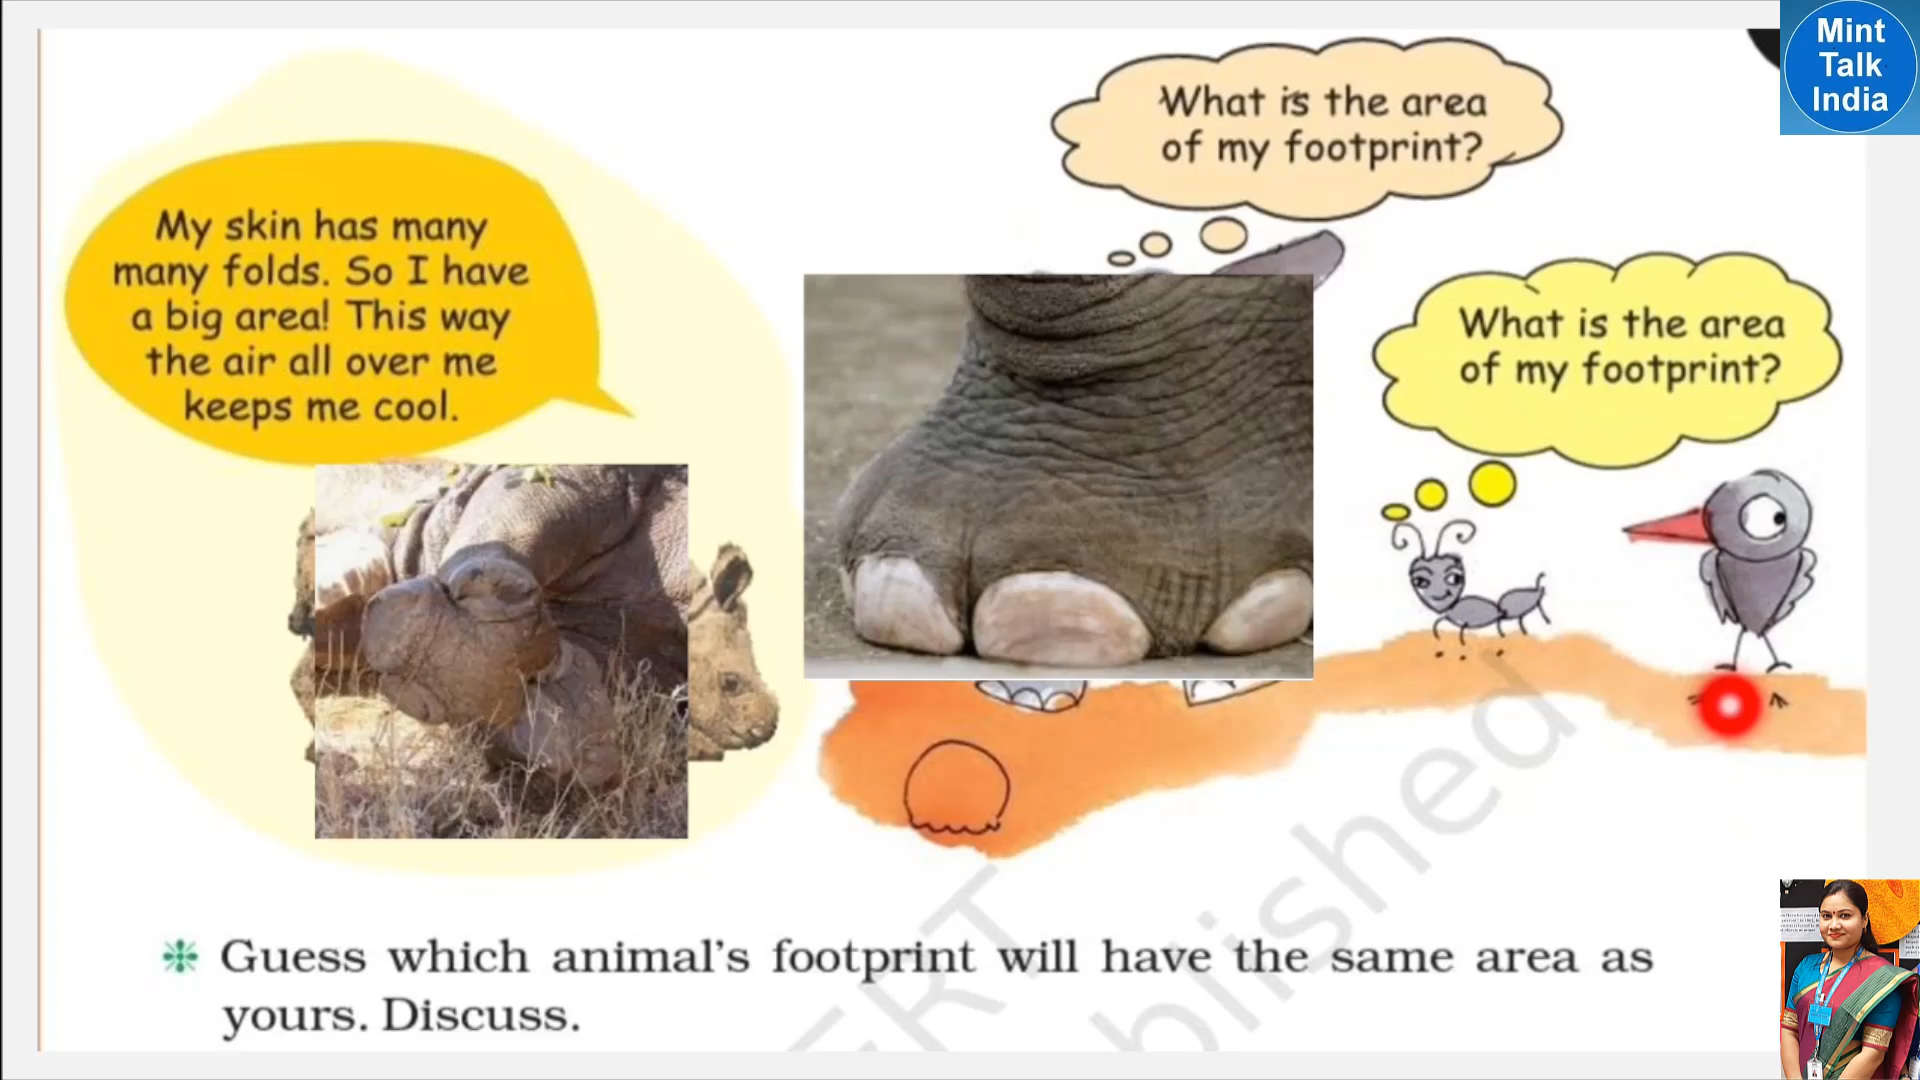 Mint
Talk
India
What is the area
of my footprint?
My skin has many
many folds. So I have
a big area! This way
the air all over me
keeps me cool.
What is the area
of my footprint?
Guess which animal's footprint will have the same area as
yours. Discuss.